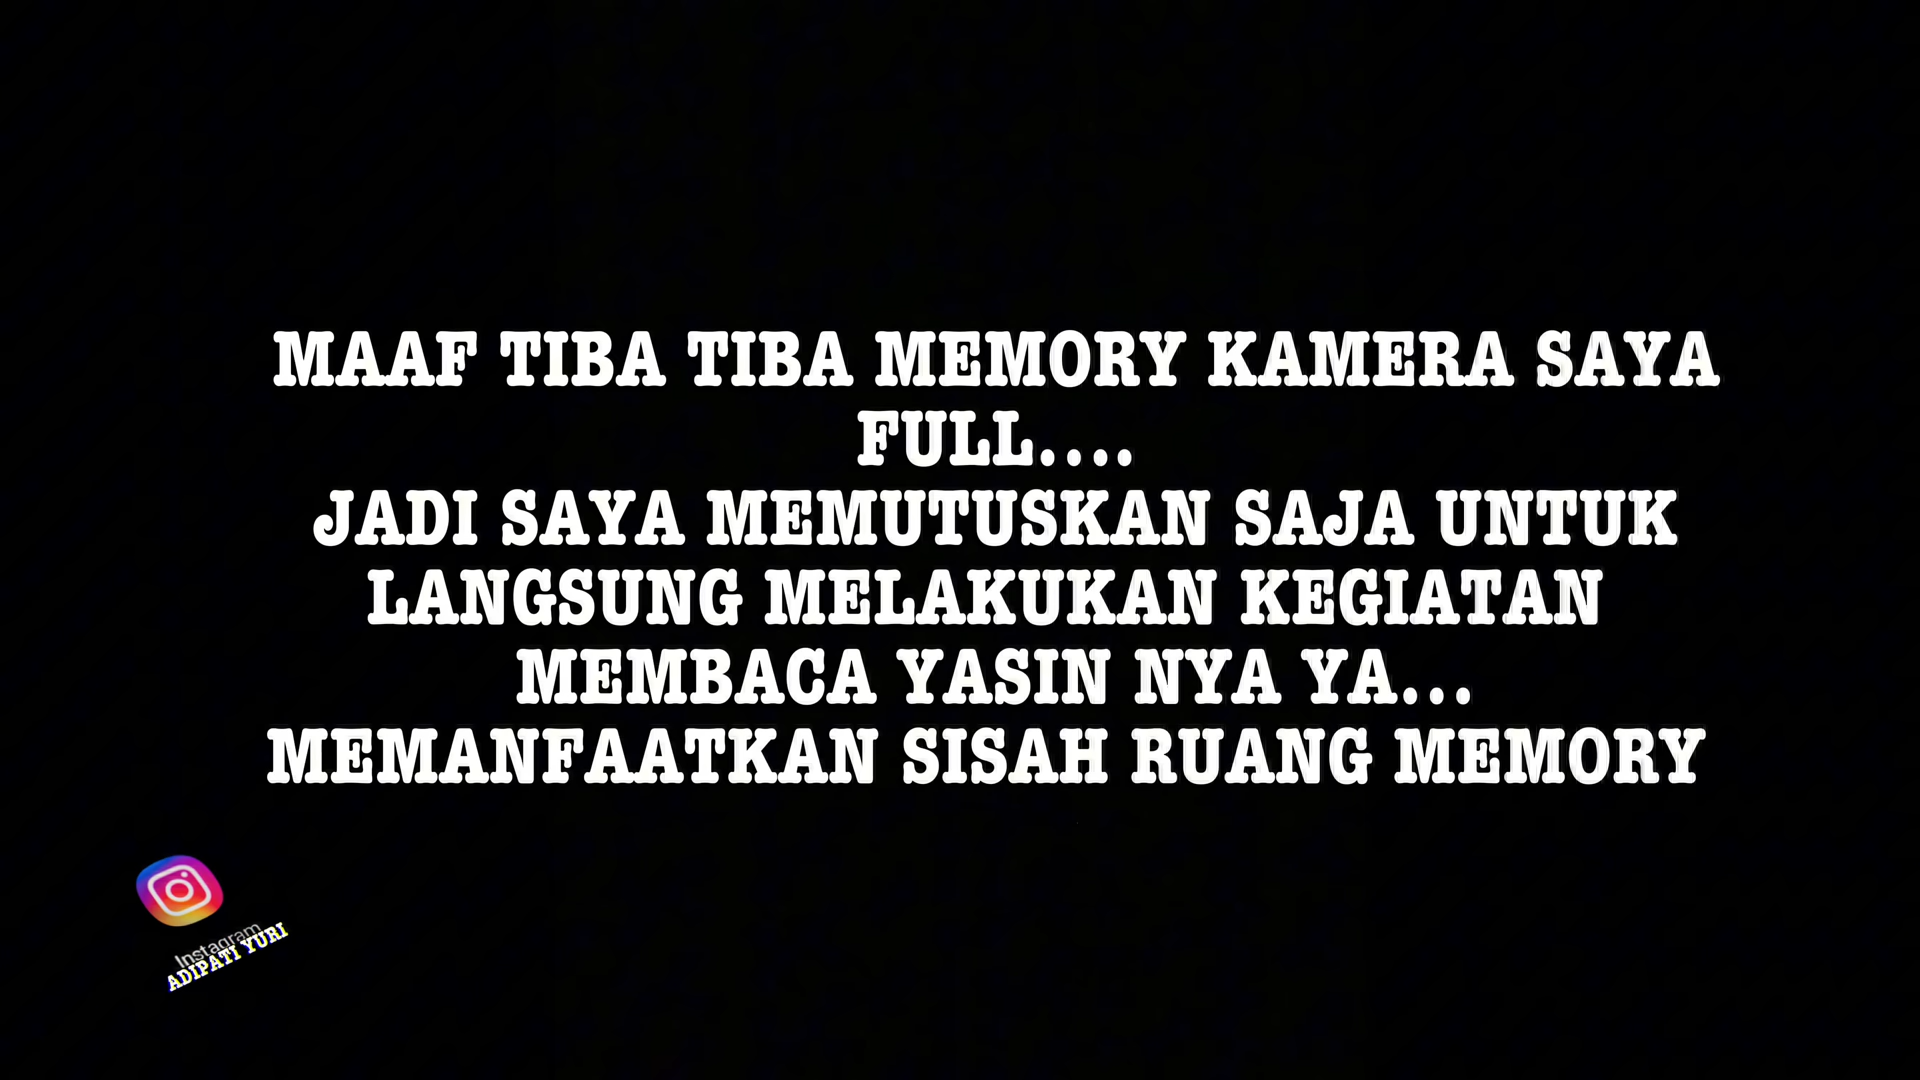 MAAF TIBA TIBA MEMORY KAMERA SAYA
FULL....
JADI SAYA MEMUTUSKAN SAJA UNTUK
LANGSUNG MELAKUKAN KEGIATAN
MEMBACA YASIN NYA YA...
MEMANFAATKAN SISAH RUANG MEMORY
Instagram
ADIPATI YURI